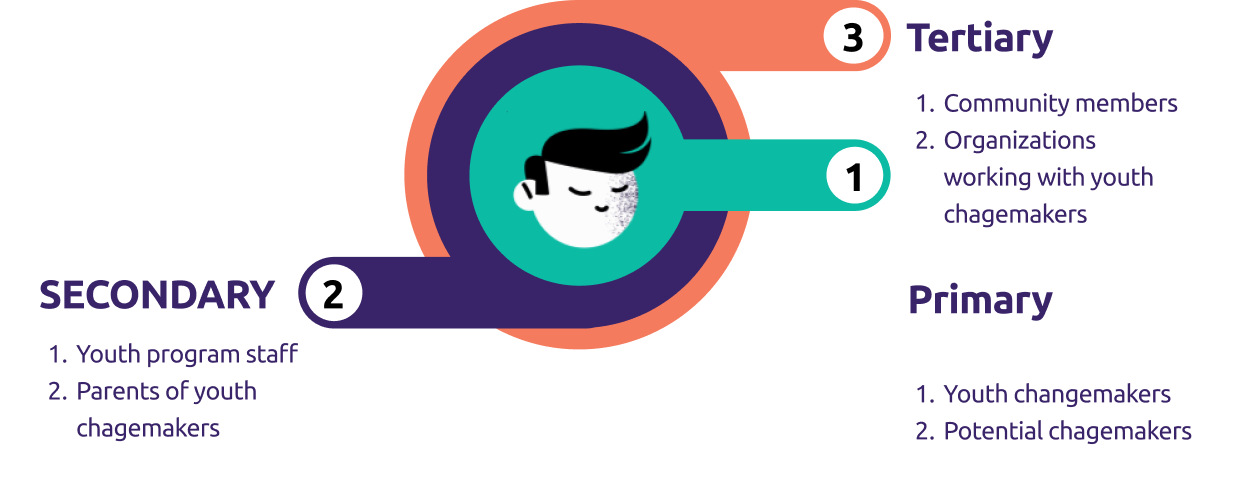 3
Tertiary
1. Community members
2. Organizations
working with youth
chagemakers
1
Primary
1. Youth changemakers
2. Potential chagemakers
SECONDARY
2
1. Youth program staff
2. Parents of youth
chagemakers